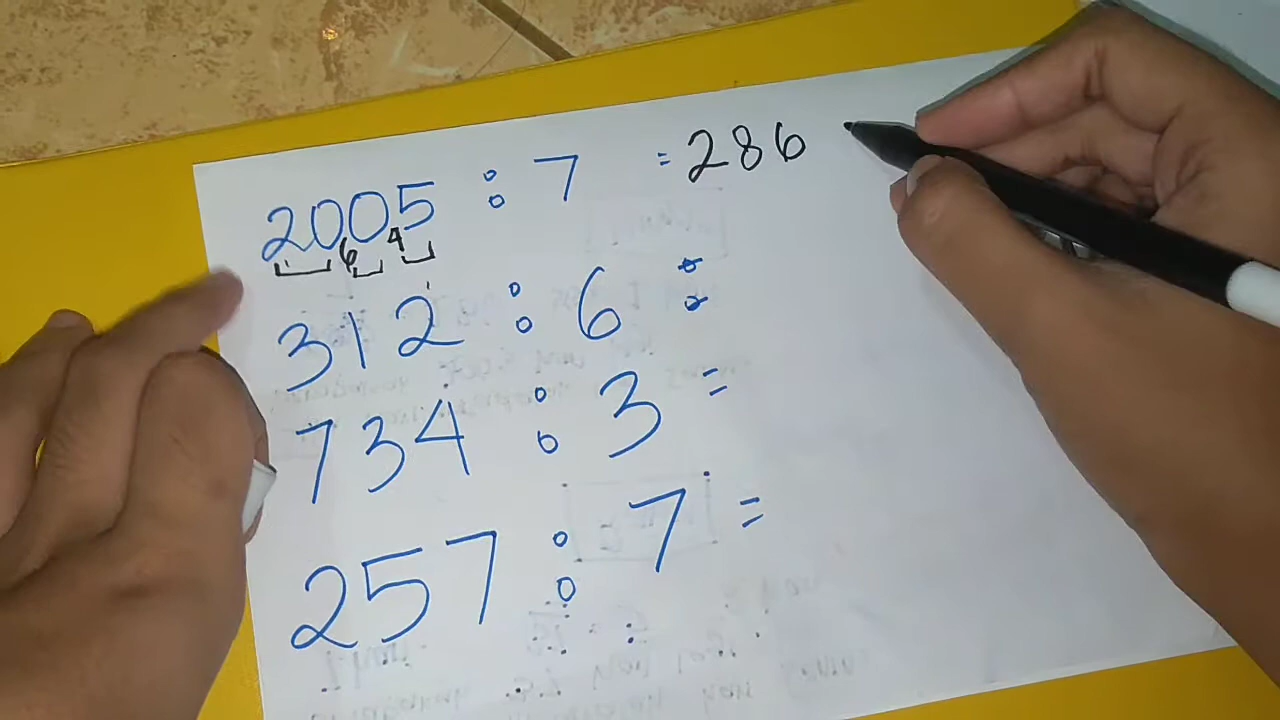 2005 : 7 = 286
6 4
312 : 6 :
734 : 3 =
257 : 7 =